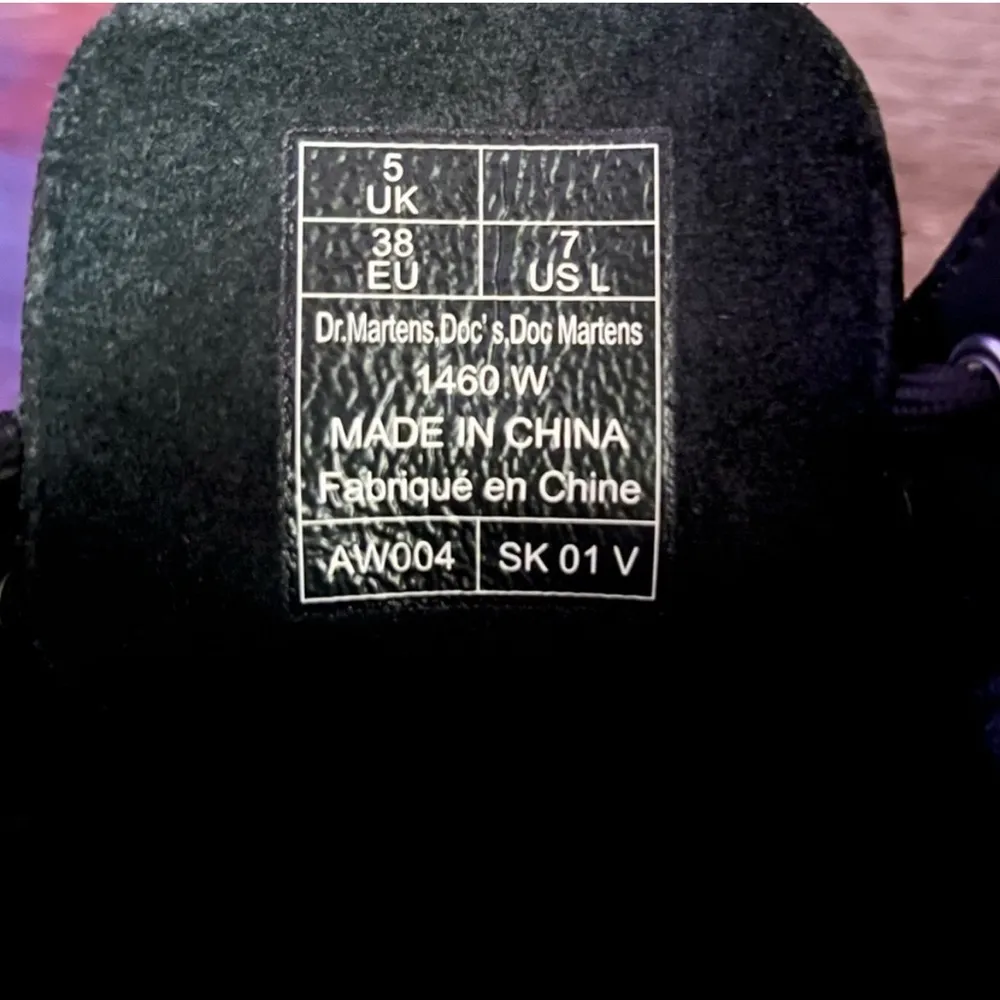 5
UK
38
EU
7
US L
Dr.Martens,Doc's,Doc Martens
1460 W
MADE IN CHINA
Fabriqué en Chine
AW004
SK 01 V